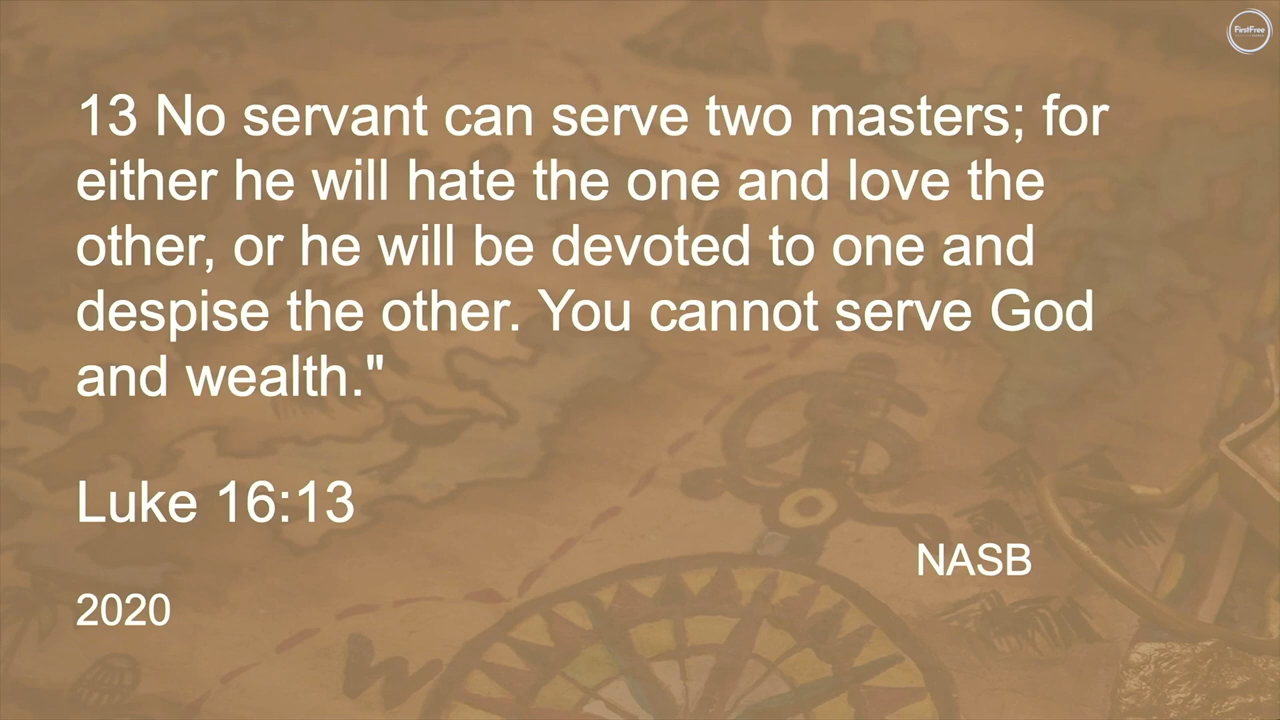 FirstFree
13 No servant can serve two masters; for
either he will hate the one and love the
other, or he will be devoted to one and
despise the other. You cannot serve God
and wealth."
Luke 16:13
NASB
2020
W